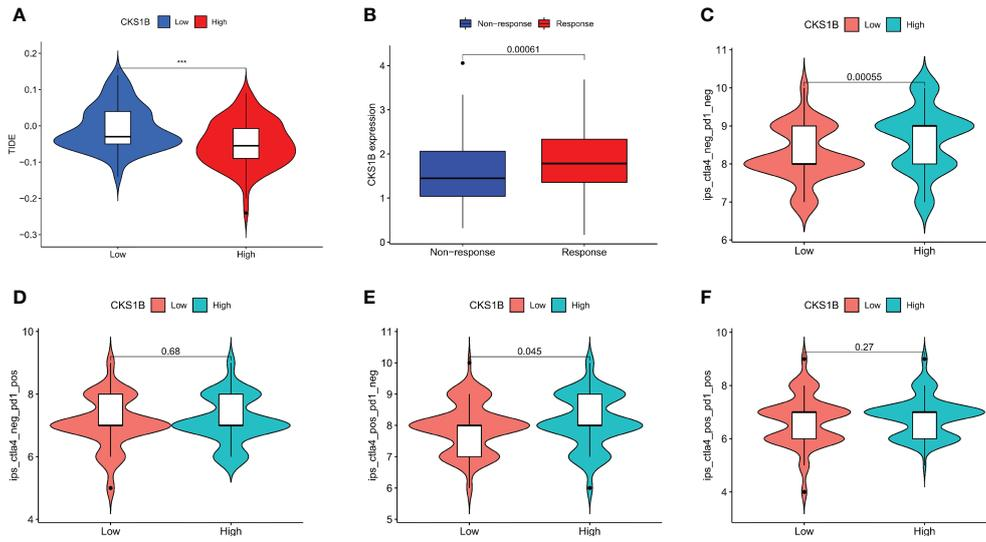 A
CKS1B Low High
TIDE
0.2
0.1
0.0
−0.1
−0.2
−0.3
***
Low High
B
Non−response Response
CKS1B expression
4
3
2
1
0
0.00061
Non−response Response
C
CKS1B Low High
ips_ctla4_neg_pd1_neg
11
10
9
8
7
6
0.00055
Low High
D
CKS1B Low High
ips_ctla4_neg_pd1_pos
10
8
6
4
0.68
Low High
E
CKS1B Low High
ips_ctla4_pos_pd1_neg
11
10
9
8
7
6
5
0.045
Low High
F
CKS1B Low High
ips_ctla4_pos_pd1_pos
10
8
6
4
0.27
Low High